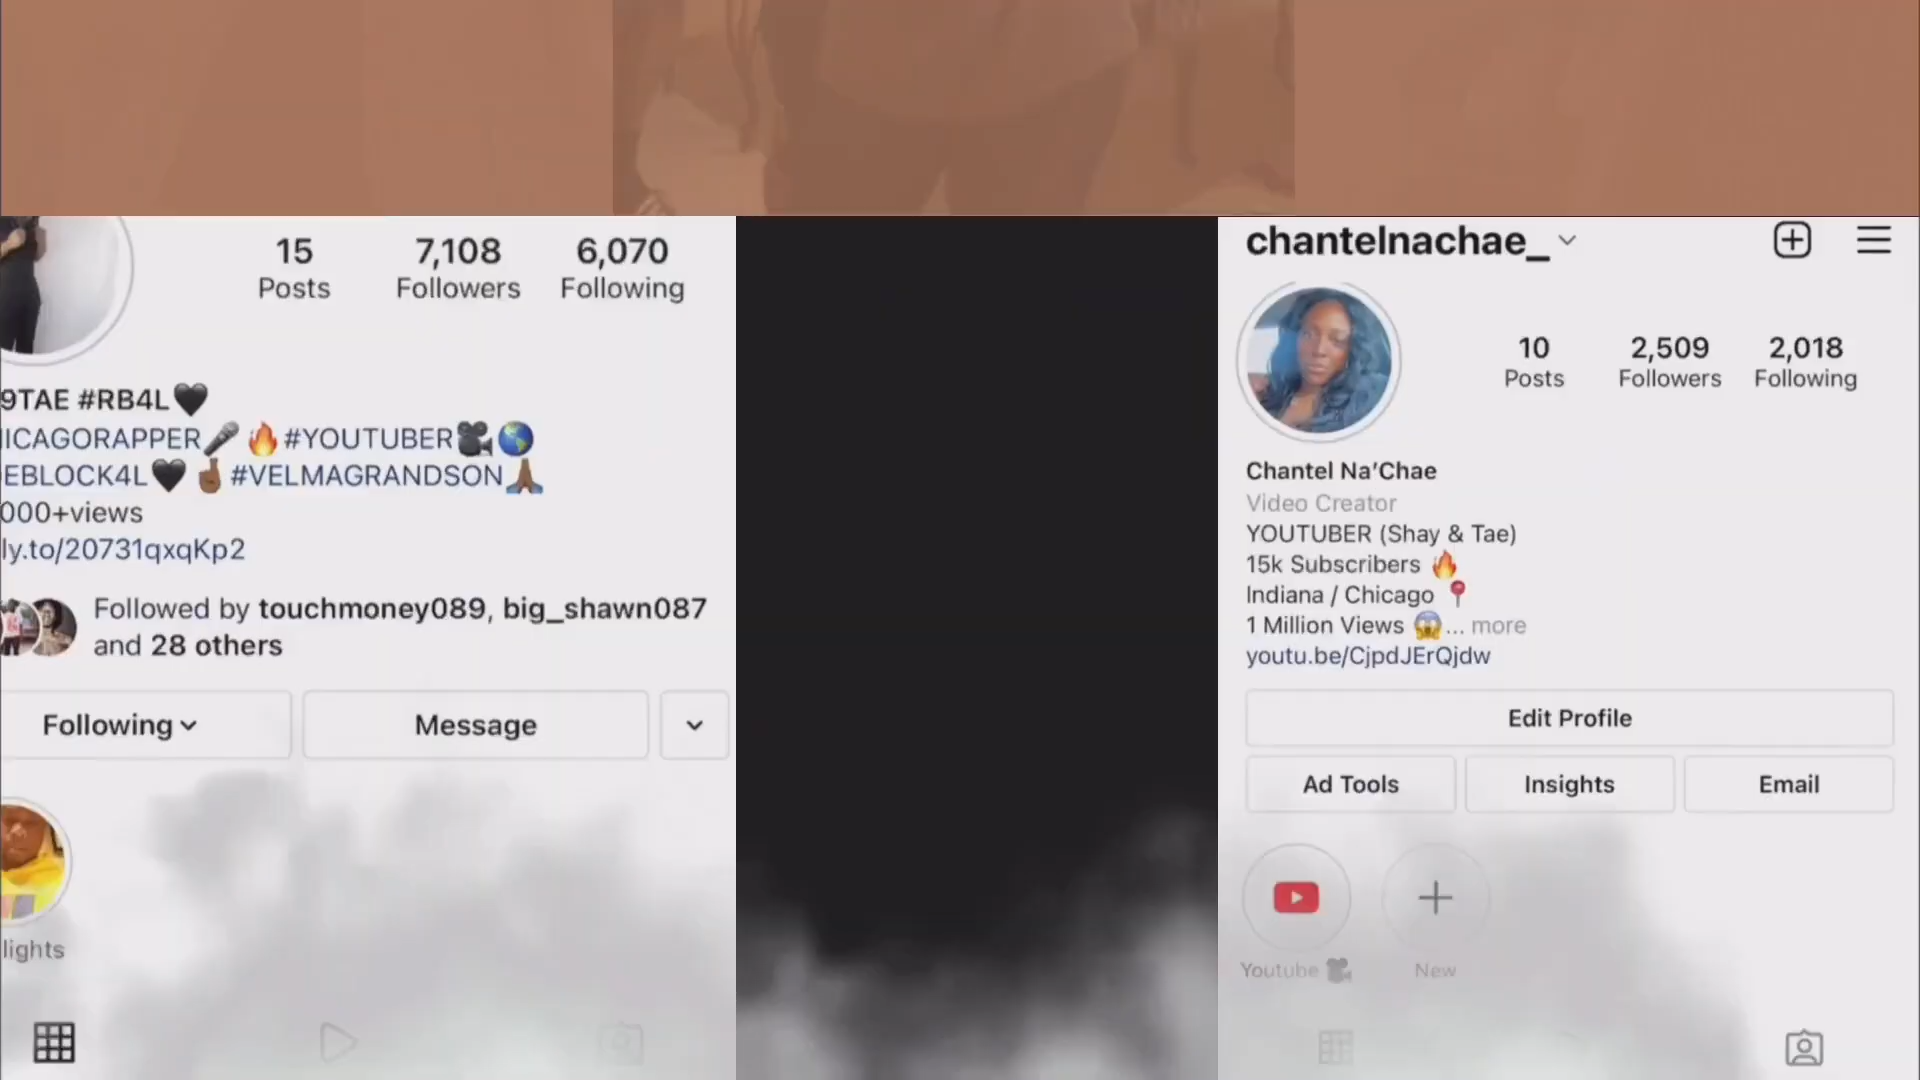 15 7,108 6,070
Posts Followers Following
9TAE #RB4L🖤
ICAGORAPPER🎤🔥#YOUTUBER🎥🌎
EBLOCK4L🖤🤞🏾#VELMAGRANDSON🙏🏾
000+views
ly.to/20731qxqKp2
Followed by touchmoney089, big_shawn087
and 28 others
Following Message
lights
chantelnachae_
10 2,509 2,018
Posts Followers Following
Chantel Na’Chae
Video Creator
YOUTUBER (Shay & Tae)
15k Subscribers 🔥
Indiana / Chicago 📍
1 Million Views 😱... more
youtu.be/CjpdJErQjdw
Edit Profile
Ad Tools Insights Email
Youtube 🎥 New